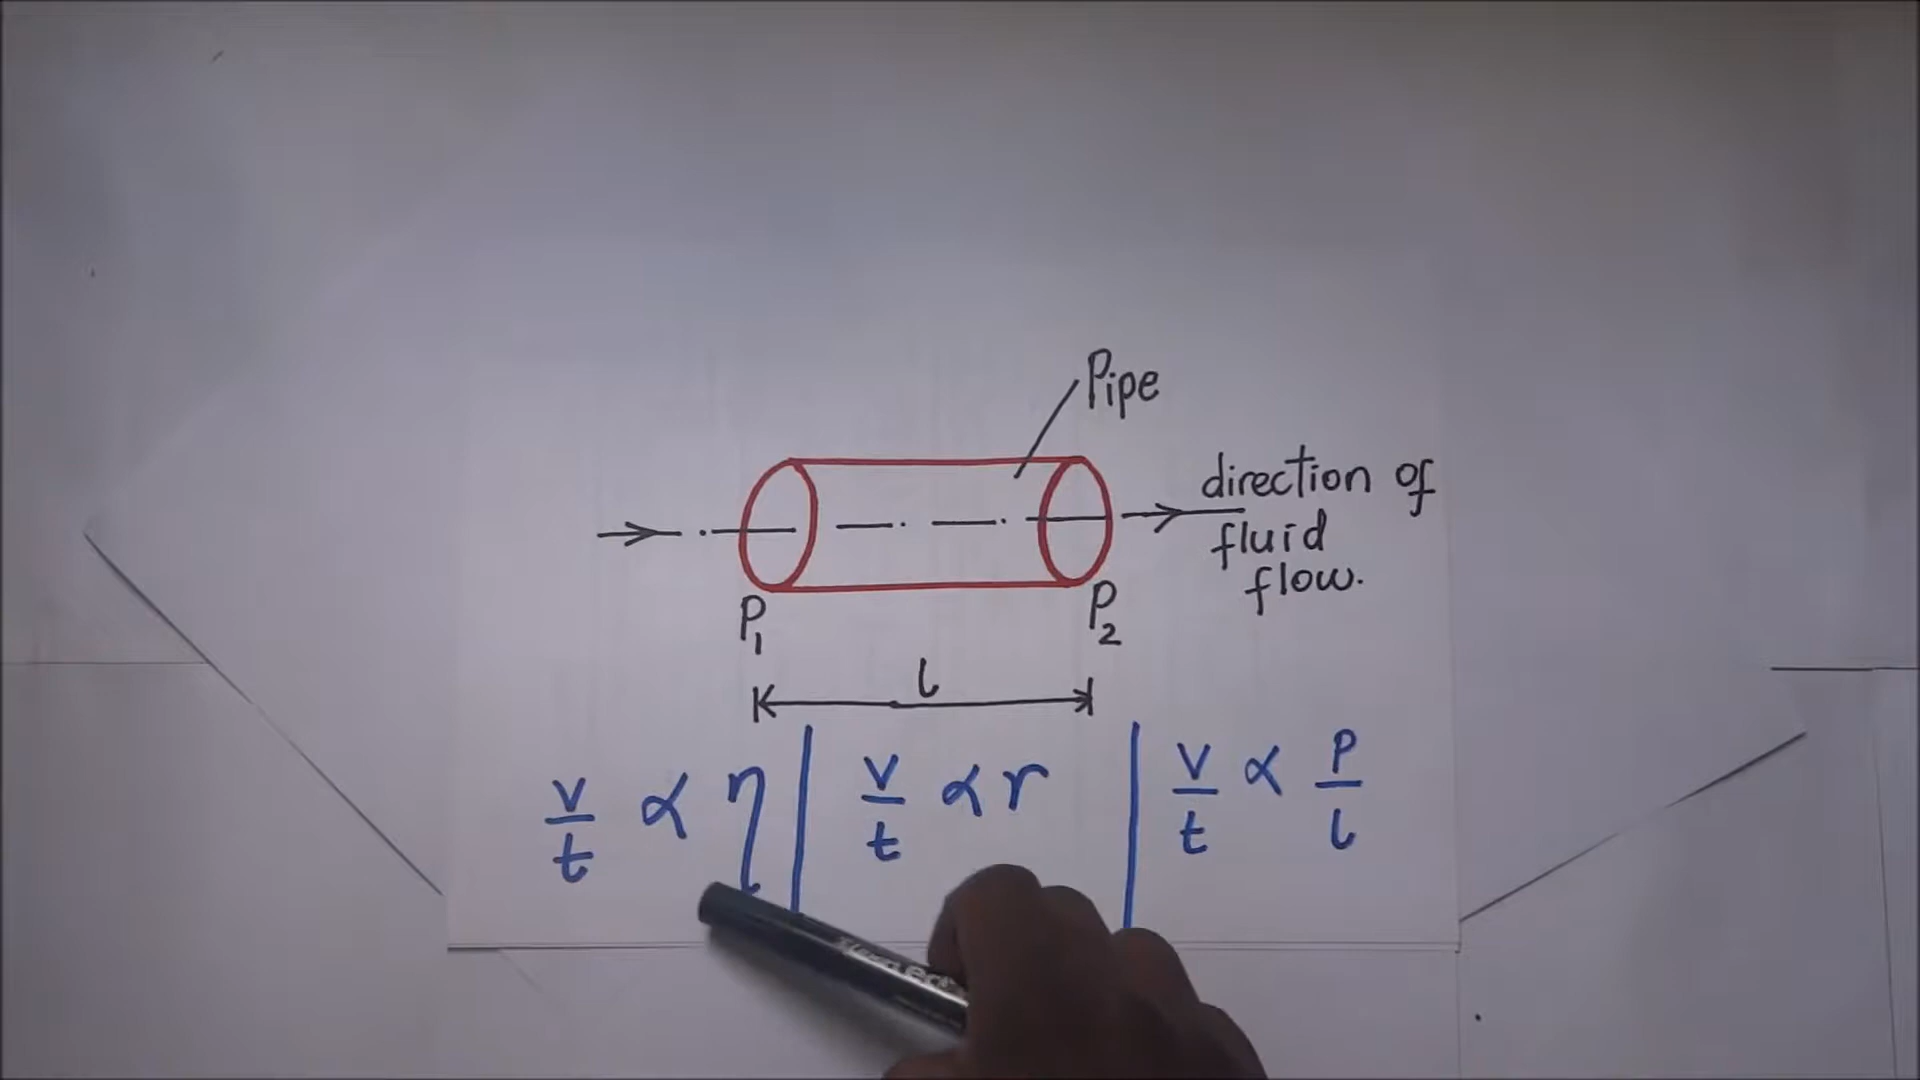 Pipe
direction of
fluid
flow.
P1
P2
l
v/t α η
v/t α r
v/t α P/l